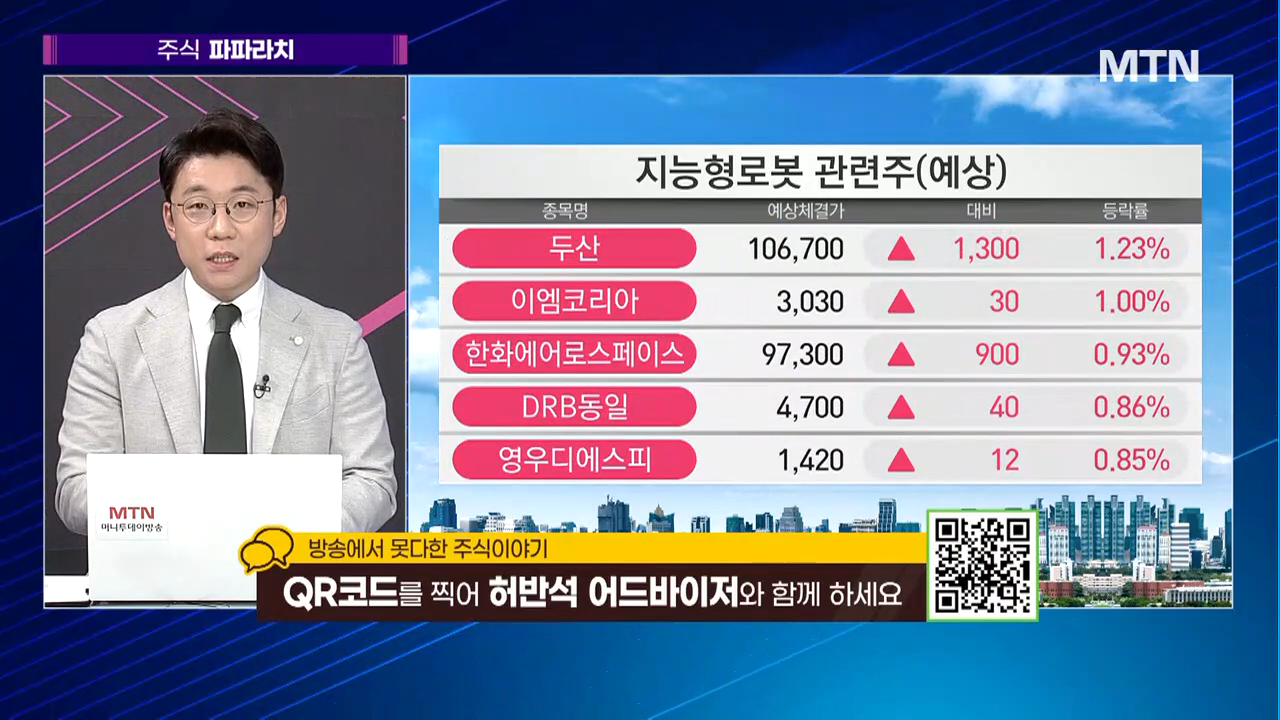 주식 파파라치
MTN
지능형로봇 관련주(예상)
종목명 예상체결가 대비 등락률
두산 106,700 ▲ 1,300 1.23%
이엠코리아 3,030 ▲ 30 1.00%
한화에어로스페이스 97,300 ▲ 900 0.93%
DRB동일 4,700 ▲ 40 0.86%
영우디에스피 1,420 ▲ 12 0.85%
MTN
머니투데이방송
방송에서 못다한 주식이야기
QR코드를 찍어 허반석 어드바이저와 함께 하세요